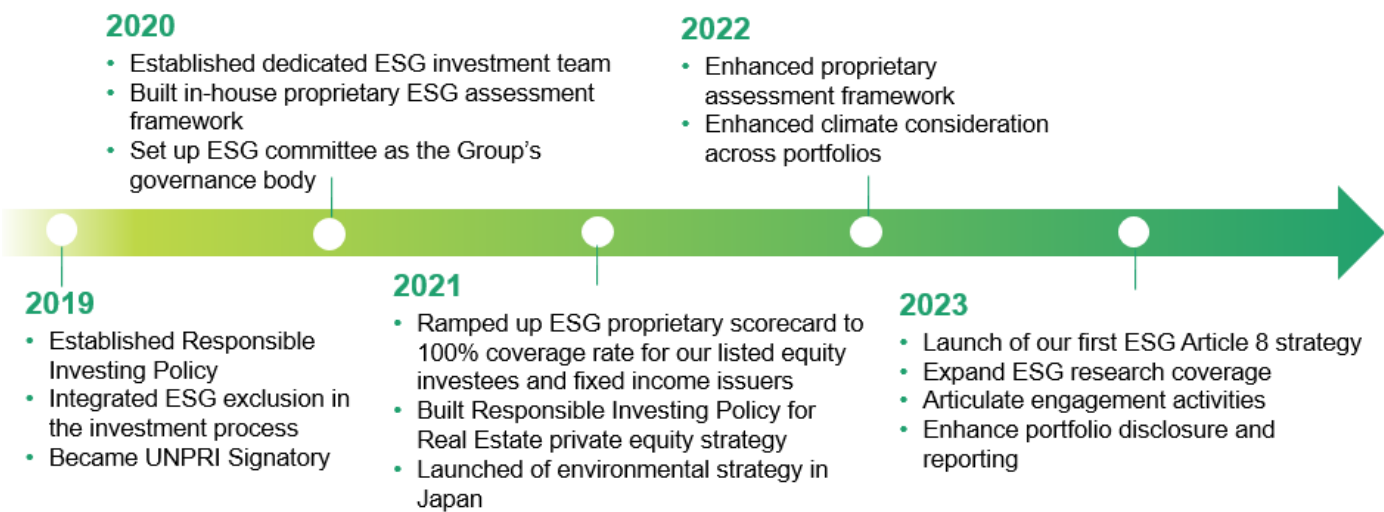 2020
• Established dedicated ESG investment team
• Built in-house proprietary ESG assessment
framework
• Set up ESG committee as the Group's
governance body
2022
• Enhanced proprietary
assessment framework
• Enhanced climate consideration
across portfolios
2019
• Established Responsible
Investing Policy
• Integrated ESG exclusion in
the investment process
• Became UNPRI Signatory
2021
• Ramped up ESG proprietary scorecard to
100% coverage rate for our listed equity
investees and fixed income issuers
• Built Responsible Investing Policy for
Real Estate private equity strategy
• Launched of environmental strategy in
Japan
2023
• Launch of our first ESG Article 8 strategy
• Expand ESG research coverage
• Articulate engagement activities
• Enhance portfolio disclosure and
reporting